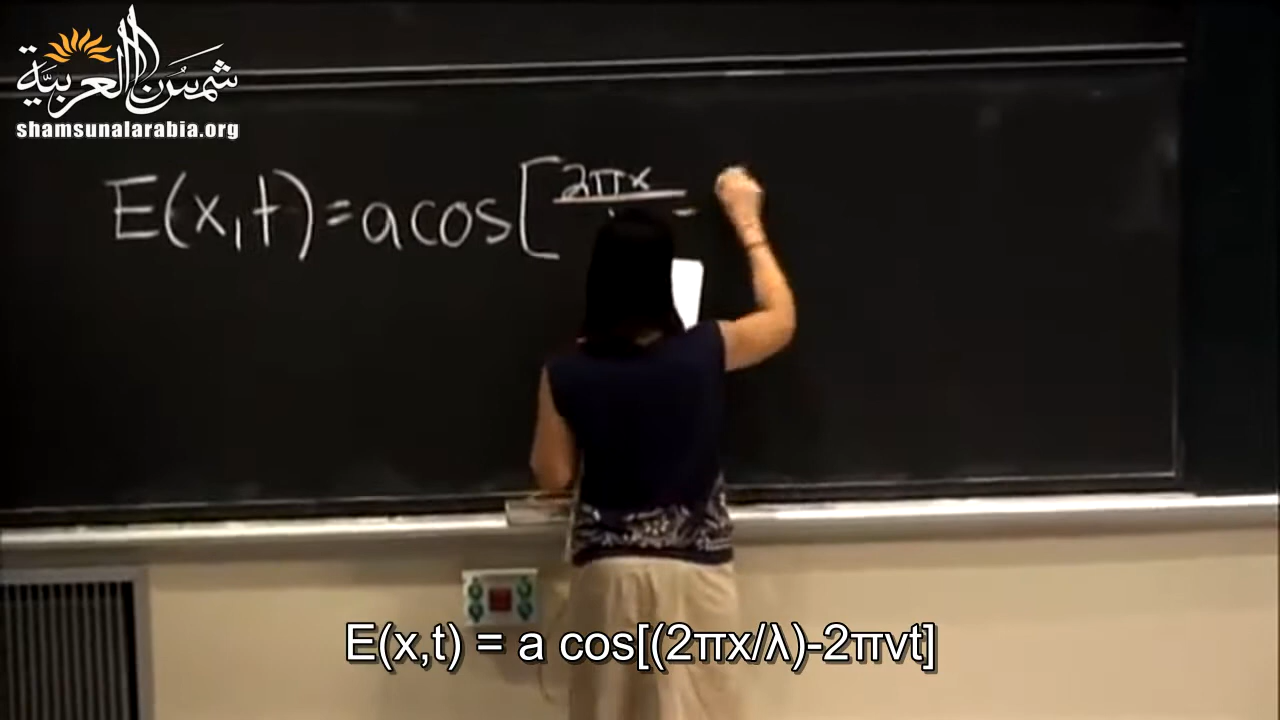 شمس العربية
shamsunalarabia.org
E(x,t)=acos[2πx/ -
E(x,t) = a cos[(2πx/λ)-2πvt]